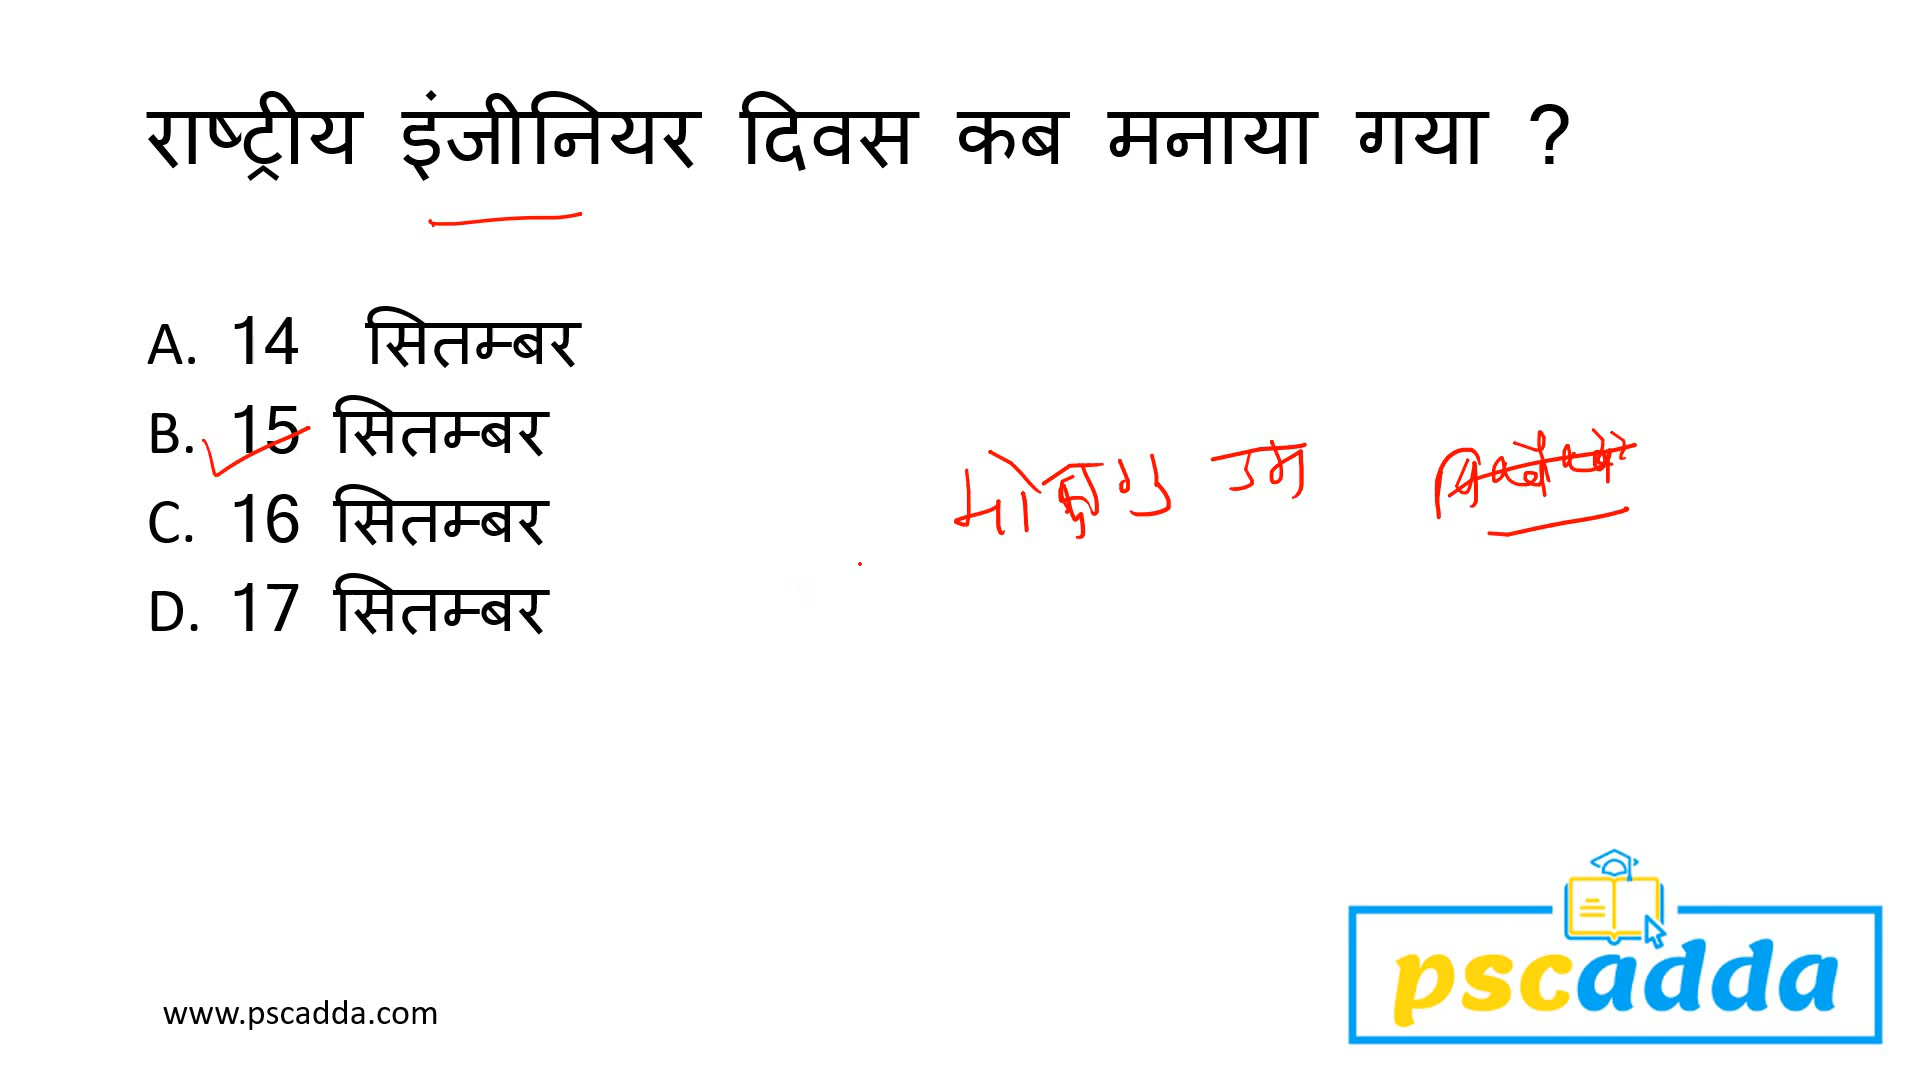 राष्ट्रीय इंजीनियर दिवस कब मनाया गया ?
A. 14 सितम्बर
B. 15 सितम्बर
C. 16 सितम्बर
D. 17 सितम्बर
www.pscadda.com
pscadda